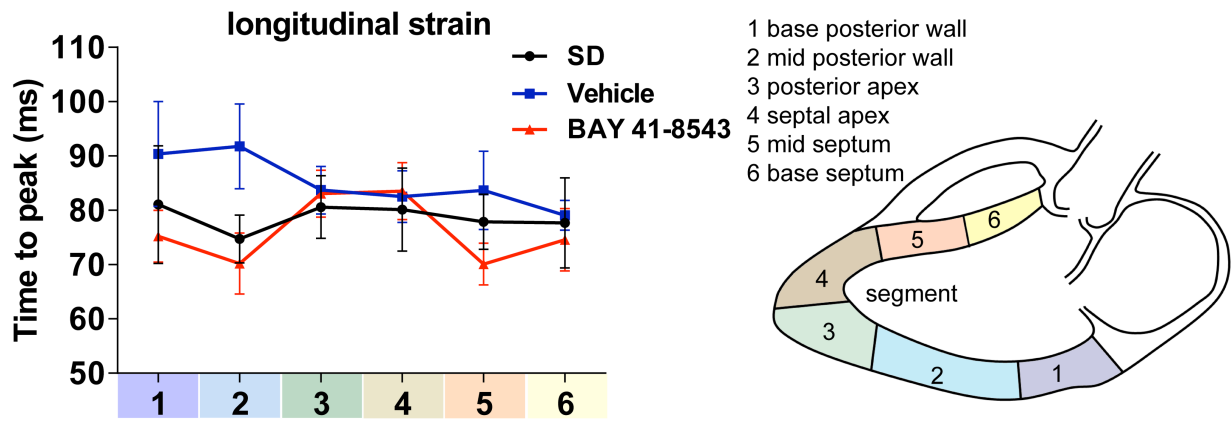 longitudinal strain
110
100
90
80
70
60
50
Time to peak (ms)
SD
Vehicle
BAY 41-8543
1 2 3 4 5 6
1 base posterior wall
2 mid posterior wall
3 posterior apex
4 septal apex
5 mid septum
6 base septum
6
5
4
segment
3
2
1